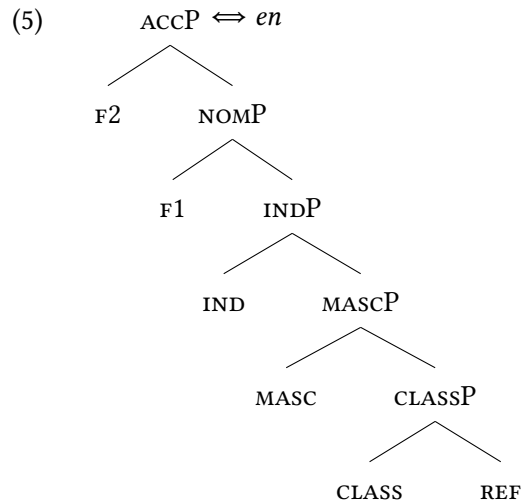 (5) ACCP ⟺ en
F2 NOMP
F1 INDP
IND MASCP
MASC CLASSP
CLASS REF